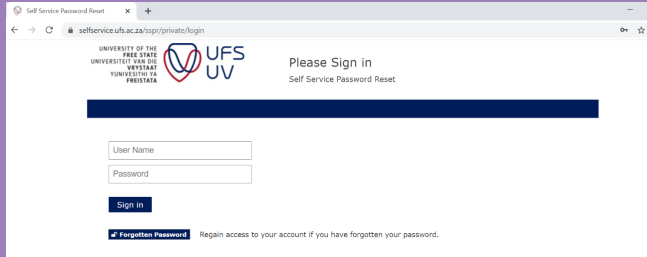 Self Service Password Reset
selfservice.ufs.ac.za/sspr/private/login
UNIVERSITY OF THE
FREE STATE
UNIVERSITEIT VAN DIE
VRYSTAAT
YUNIVESITHI YA
FREISTATA
UFS
UV
Please Sign in
Self Service Password Reset
User Name
Password
Sign in
Forgotten Password Regain access to your account if you have forgotten your password.